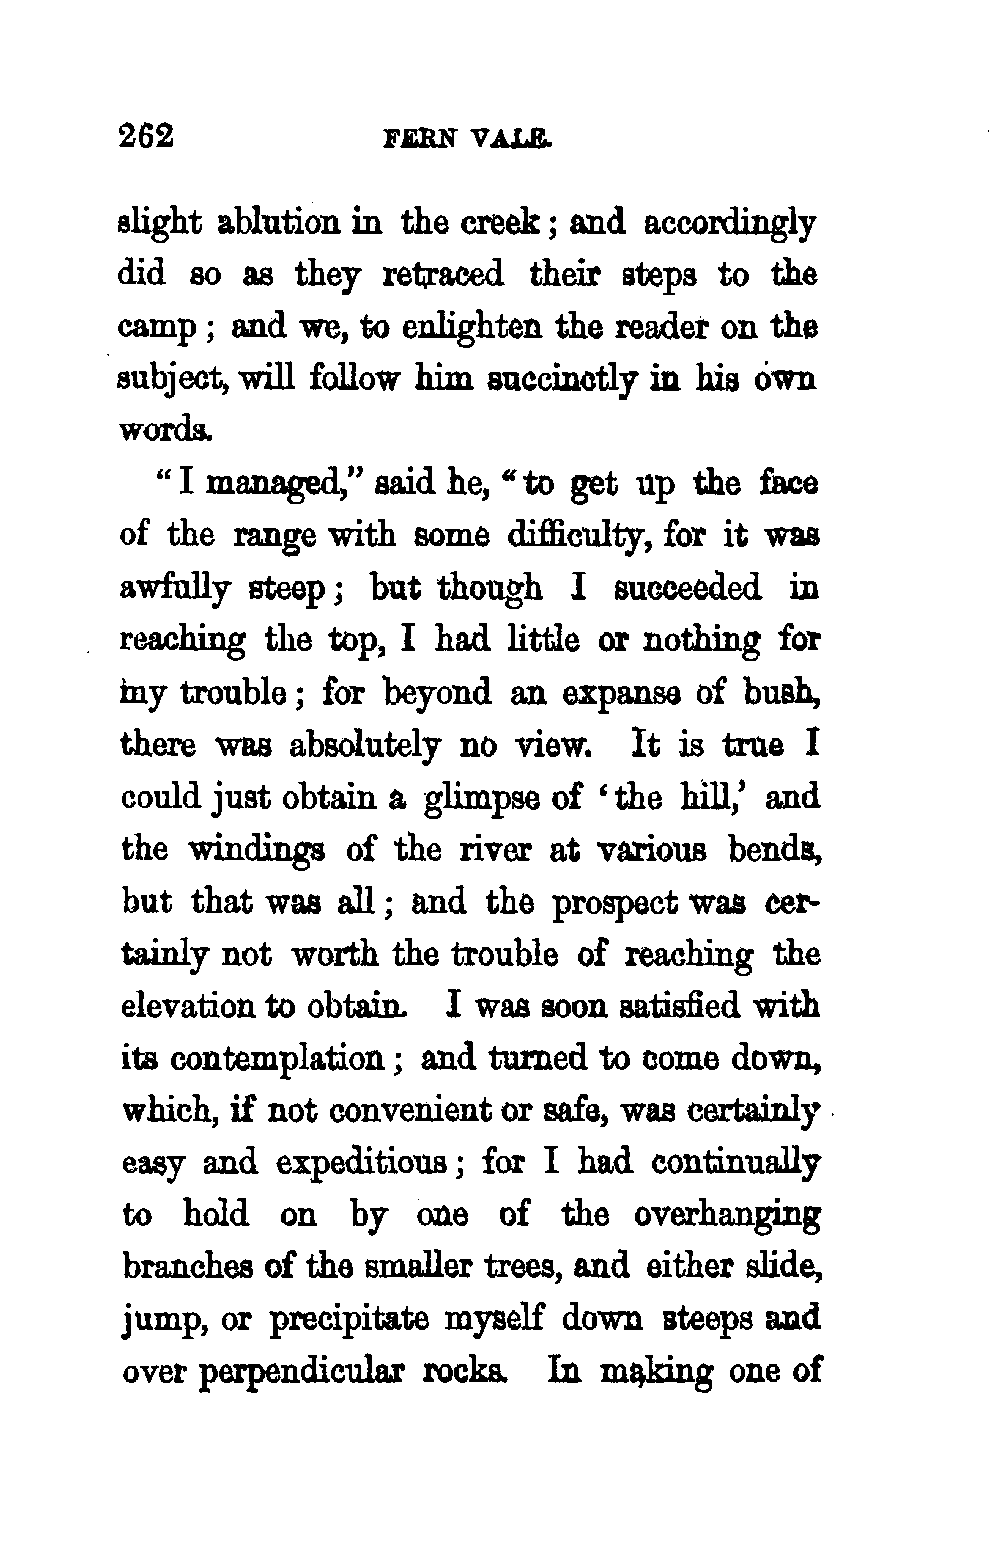 262 FERN VALE.
slight ablution in the creek; and accordingly
did so as they retraced their steps to the
camp; and we, to enlighten the reader on the
subject, will follow him succinctly in his own
words.
"I managed," said he, "to get up the face
of the range with some difficulty, for it was
awfully steep; but though I succeeded in
reaching the top, I had little or nothing for
my trouble; for beyond an expanse of bush,
there was absolutely no view. It is true I
could just obtain a glimpse of 'the hill,' and
the windings of the river at various bends,
but that was all; and the prospect was cer-
tainly not worth the trouble of reaching the
elevation to obtain. I was soon satisfied with
its contemplation; and turned to come down,
which, if not convenient or safe, was certainly
easy and expeditious; for I had continually
to hold on by one of the overhanging
branches of the smaller trees, and either slide,
jump, or precipitate myself down steeps and
over perpendicular rocks. In making one of